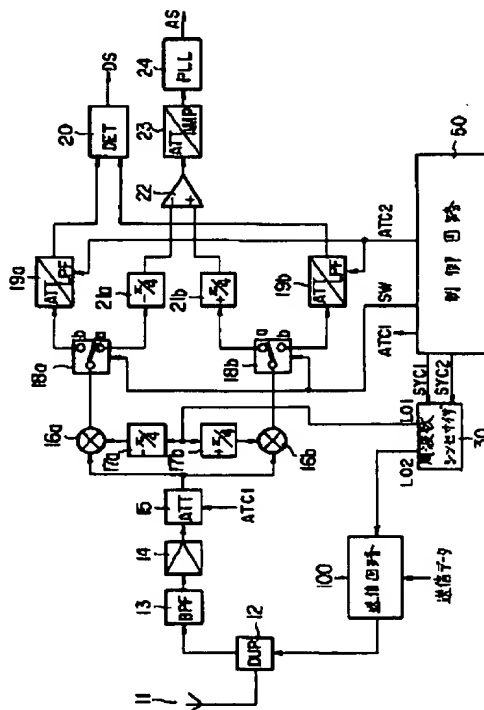 11
12
DUP
13
BPF
14
15
ATT
ATC1
16a
17a
-π/4
17b
+π/4
16b
18a
b
a
18b
a
b
19a
ATT
LPF
21a
-π/4
21b
+π/4
19b
ATT
LPF
20
DET
DS
22
-
+
23
ATT
AMP
24
PLL
AS
100
送信回路
送信データ
LO2
LO1
周波数
シンセサイザ
30
SYC1
SYC2
ATC1
SW
ATC2
制御回路